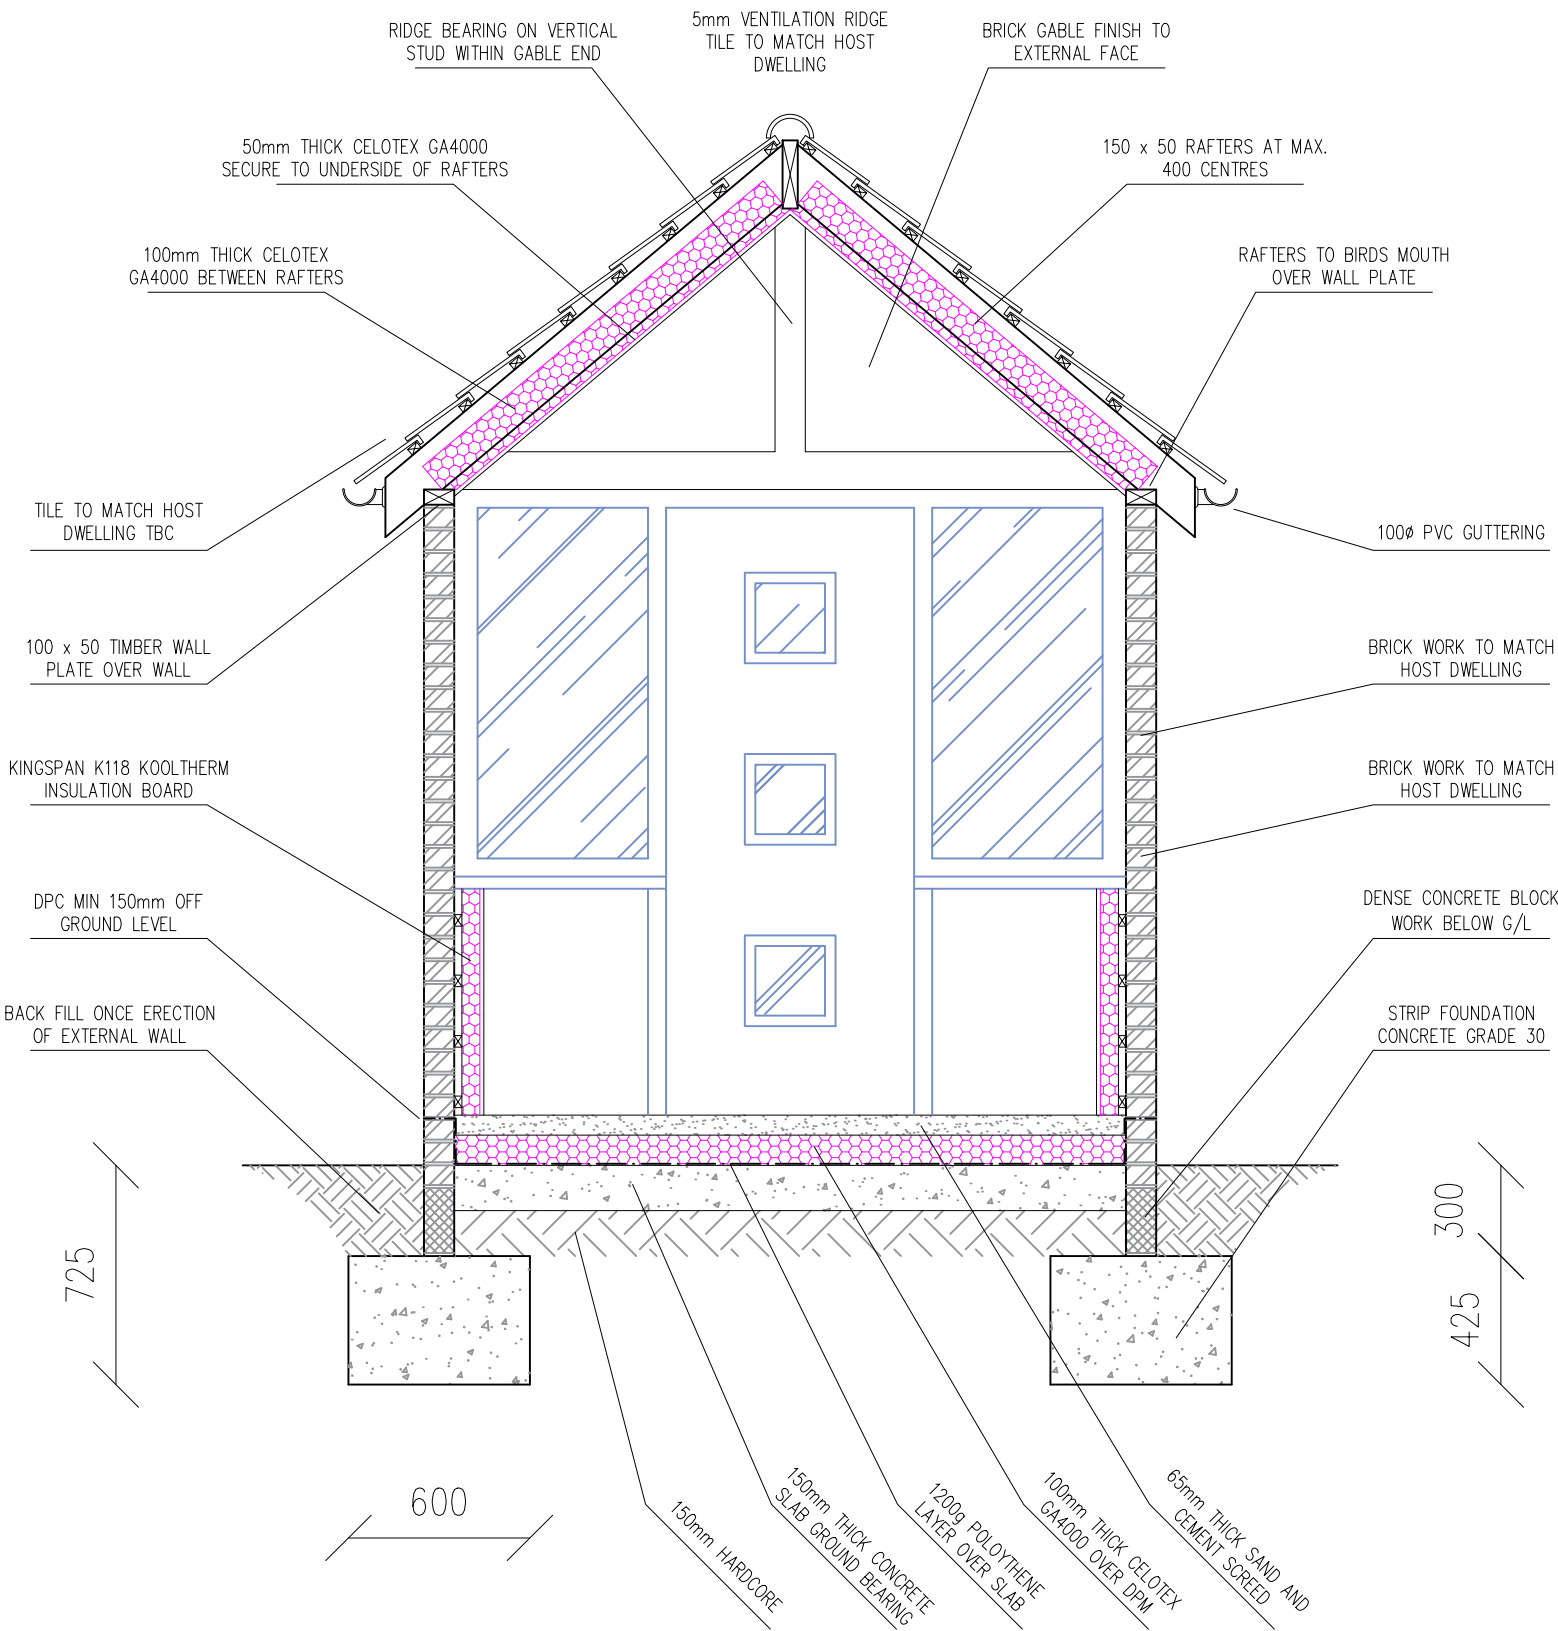 RIDGE BEARING ON VERTICAL
STUD WITHIN GABLE END
5mm VENTILATION RIDGE
TILE TO MATCH HOST
DWELLING
BRICK GABLE FINISH TO
EXTERNAL FACE
50mm THICK CELOTEX GA4000
SECURE TO UNDERSIDE OF RAFTERS
150 x 50 RAFTERS AT MAX.
400 CENTRES
100mm THICK CELOTEX
GA4000 BETWEEN RAFTERS
RAFTERS TO BIRDS MOUTH
OVER WALL PLATE
TILE TO MATCH HOST
DWELLING TBC
100ø PVC GUTTERING
100 x 50 TIMBER WALL
PLATE OVER WALL
BRICK WORK TO MATCH
HOST DWELLING
KINGSPAN K118 KOOLTHERM
INSULATION BOARD
BRICK WORK TO MATCH
HOST DWELLING
DPC MIN 150mm OFF
GROUND LEVEL
DENSE CONCRETE BLOCK
WORK BELOW G/L
BACK FILL ONCE ERECTION
OF EXTERNAL WALL
STRIP FOUNDATION
CONCRETE GRADE 30
725
300
425
600
150mm HARDCORE
150mm THICK CONCRETE
SLAB GROUND BEARING
1200g POLOYTHENE
LAYER OVER SLAB
100mm THICK CELOTEX
GA4000 OVER DPM
65mm THICK SAND AND
CEMENT SCREED